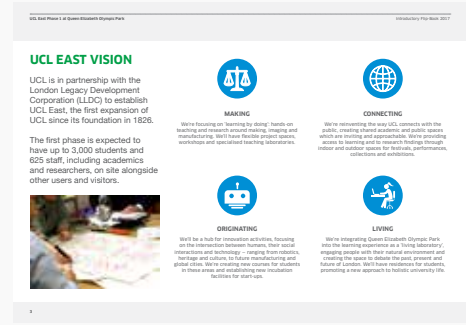 UCL East Phase 1 at Queen Elizabeth Olympic Park
Introductory Flip-Book 2017
UCL EAST VISION
UCL is in partnership with the
London Legacy Development
Corporation (LLDC) to establish
UCL East, the first expansion of
UCL since its foundation in 1826.
The first phase is expected to
have up to 3,000 students and
625 staff, including academics
and researchers, on site alongside
other users and visitors.
MAKING
We're focusing on 'learning by doing': hands-on
teaching and research around making, imaging and
manufacturing. We'll have flexible project spaces,
workshops and specialised teaching laboratories.
CONNECTING
We're reinventing the way UCL connects with the
public, creating shared academic and public spaces
which are inviting and approachable. We're providing
access to learning and to research findings through
indoor and outdoor spaces for festivals, performances,
collections and exhibitions.
ORIGINATING
We'll be a hub for innovation activities, focusing
on the intersection between humans, their social
interactions and technology – ranging from robotics,
heritage and culture, to future manufacturing and
global cities. We're creating new courses for students
in these areas and establishing new incubation
facilities for start-ups.
LIVING
We're integrating Queen Elizabeth Olympic Park
into the learning experience as a 'living laboratory',
engaging people with their natural environment and
creating the space to debate the past, present and
future of London. We'll have residences for students,
promoting a new approach to holistic university life.
3